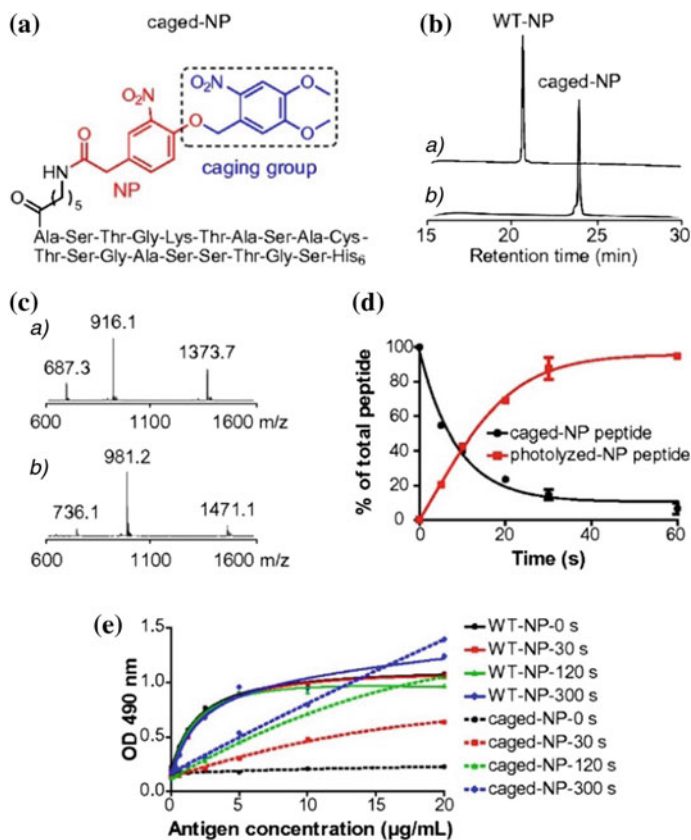 (a)
caged-NP
O₂N
O
O₂N
O
O
O
NH
NP
caging group
( )5
O
Ala-Ser-Thr-Gly-Lys-Thr-Ala-Ser-Ala-Cys-
Thr-Ser-Gly-Ala-Ser-Ser-Thr-Gly-Ser-His₆
(b)
WT-NP
caged-NP
a)
b)
15 20 25 30
Retention time (min)
(c)
a)
916.1
687.3
1373.7
600 1100 1600 m/z
b)
981.2
736.1
1471.1
600 1100 1600 m/z
(d)
% of total peptide
100
80
60
40
20
0
caged-NP peptide
photolyzed-NP peptide
0 20 40 60
Time (s)
(e)
OD 490 nm
1.5
1.0
0.5
0.0
0 5 10 15 20
Antigen concentration (µg/mL)
WT-NP-0 s
WT-NP-30 s
WT-NP-120 s
WT-NP-300 s
caged-NP-0 s
caged-NP-30 s
caged-NP-120 s
caged-NP-300 s